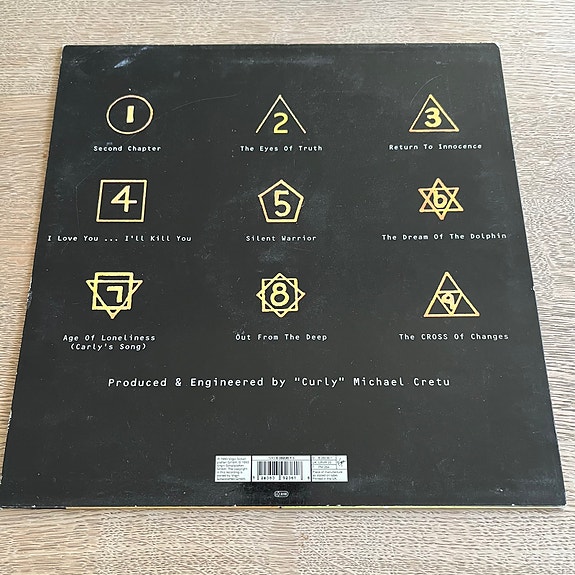 1
2
3
Second Chapter
The Eyes Of Truth
Return To Innocence
4
5
6
I Love You ... I'll Kill You
Silent Warrior
The Dream Of The Dolphin
7
8
9
Age Of Loneliness
(Carly's Song)
Out From The Deep
The CROSS Of Changes
Produced & Engineered by "Curly" Michael Cretu